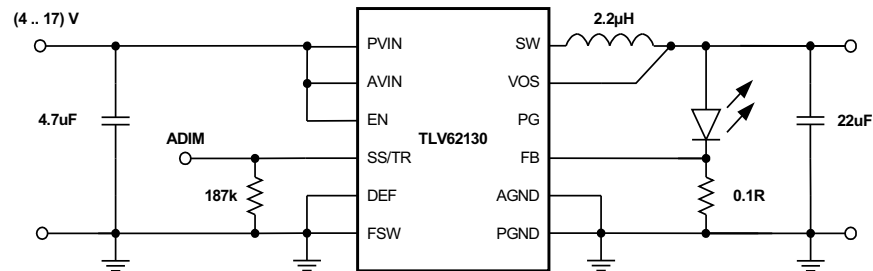 (4 .. 17) V
2.2µH
PVIN
SW
AVIN
VOS
4.7uF
EN
PG
22uF
TLV62130
ADIM
SS/TR
FB
187k
DEF
AGND
0.1R
FSW
PGND